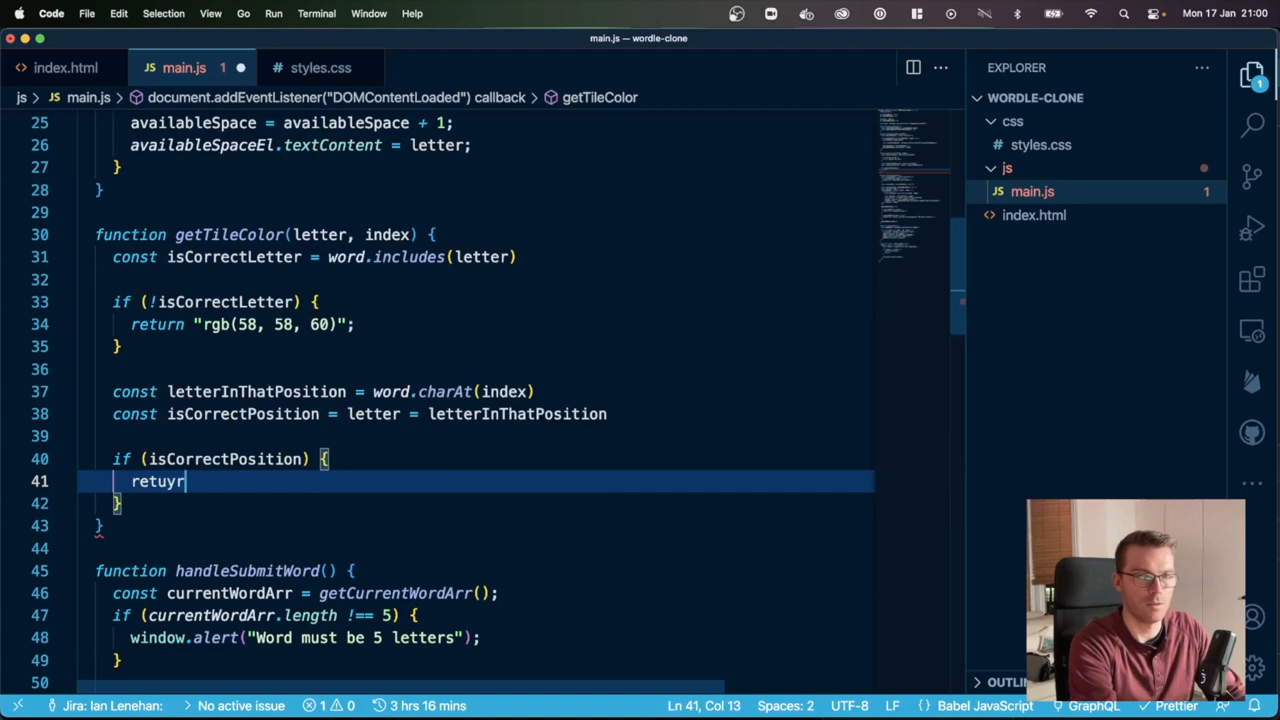 Code File Edit Selection View Go Run Terminal Window Help Mon 17 Jan 21:00
main.js — wordle-clone
index.html JS main.js 1 styles.css
EXPLORER
js > JS main.js > document.addEventListener("DOMContentLoaded") callback > getTileColor
WORDLE-CLONE
css
styles.css
js
JS main.js 1
index.html
25 availableSpace = availableSpace + 1;
26 availableSpaceEl.textContent = letter;
27 }
28 }
29
30 function getTileColor(letter, index) {
31 const isCorrectLetter = word.includes(letter)
32
33 if (!isCorrectLetter) {
34 return "rgb(58, 58, 60)";
35 }
36
37 const letterInThatPosition = word.charAt(index)
38 const isCorrectPosition = letter = letterInThatPosition
39
40 if (isCorrectPosition) {
41 retuyr
42 }
43 }
44
45 function handleSubmitWord() {
46 const currentWordArr = getCurrentWordArr();
47 if (currentWordArr.length !== 5) {
48 window.alert("Word must be 5 letters");
49 }
50
1
OUTLIN
Jira: Ian Lenehan: No active issue 1 0 3 hrs 16 mins Ln 41, Col 13 Spaces: 2 UTF-8 LF {} Babel JavaScript GraphQL Prettier